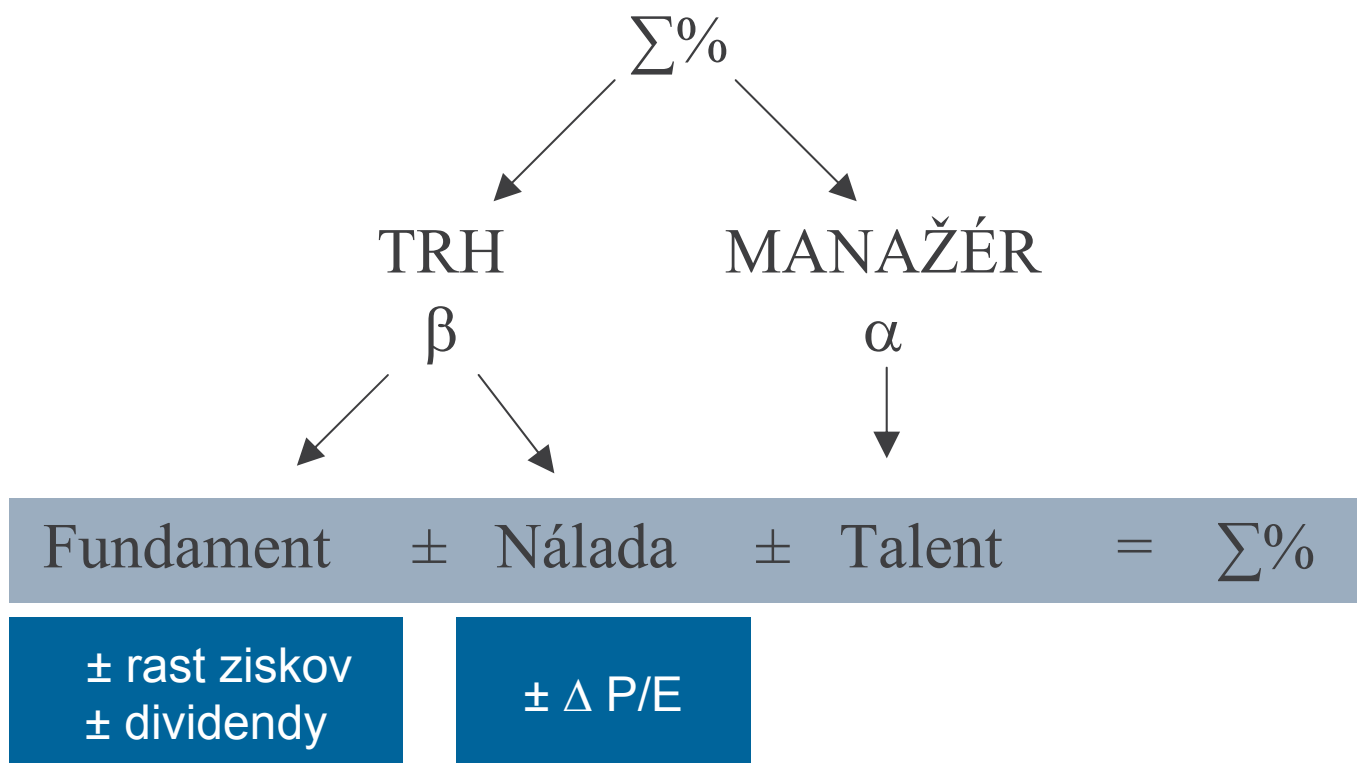 ∑%
TRH MANAŽÉR
β α
Fundament ± Nálada ± Talent = ∑%
± rast ziskov
± dividendy
± Δ P/E